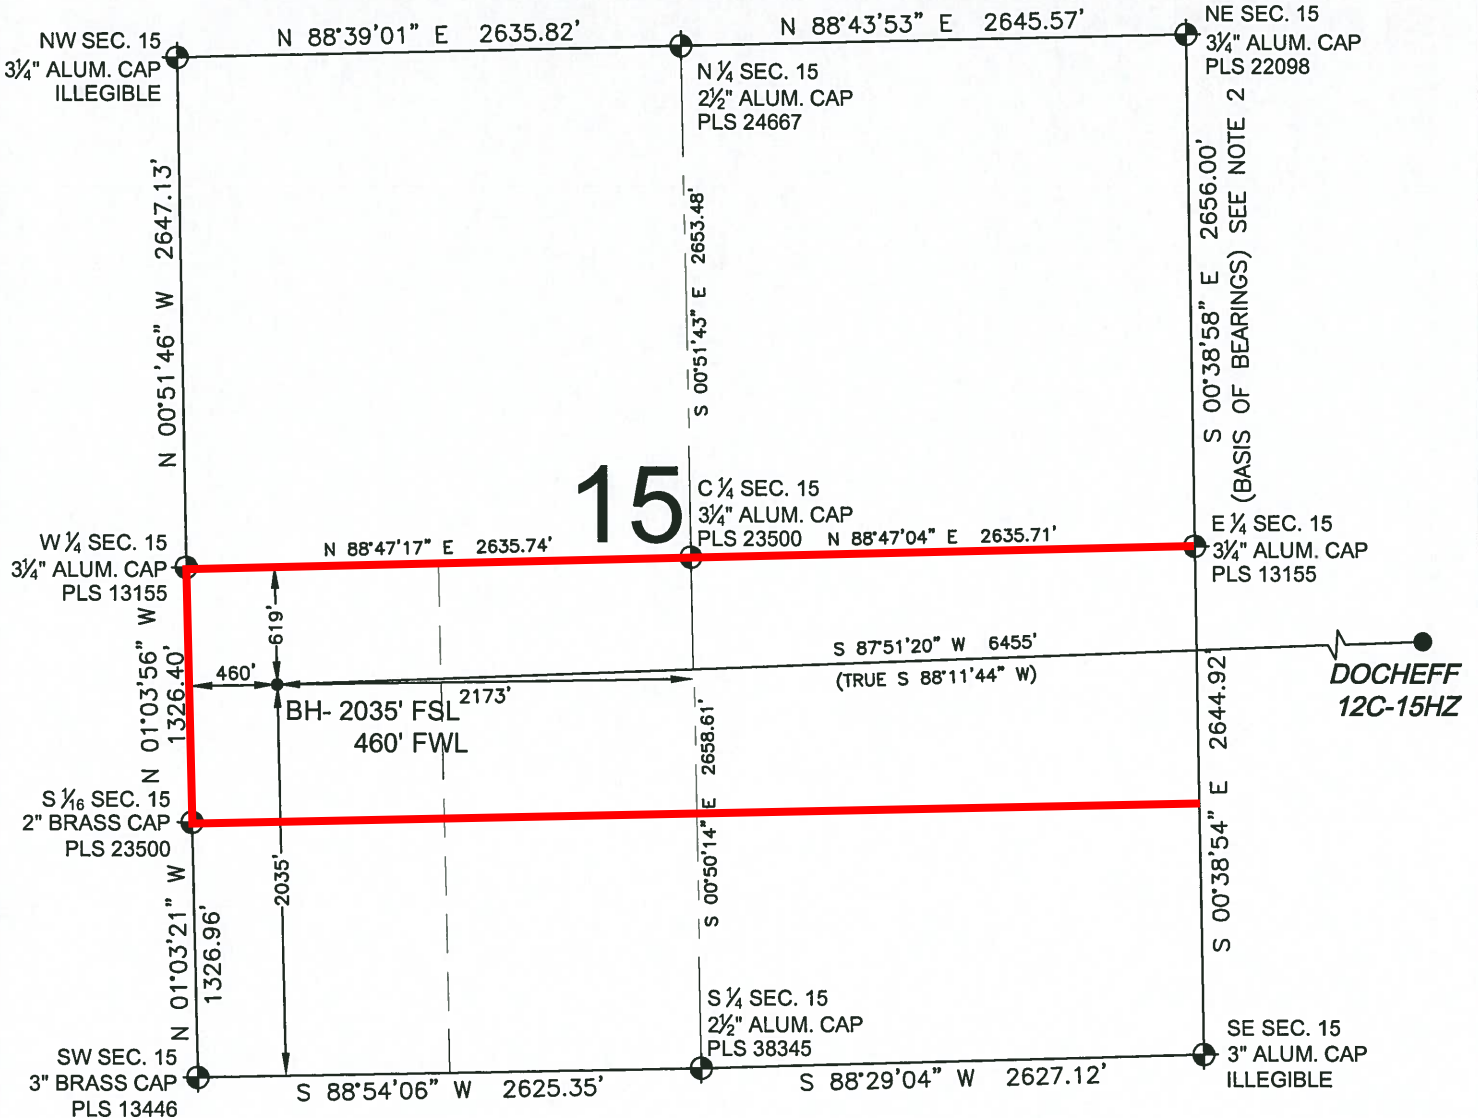 NW SEC. 15
3¼" ALUM. CAP
ILLEGIBLE
N 88°39'01" E 2635.82'
N ¼ SEC. 15
2½" ALUM. CAP
PLS 24667
N 88°43'53" E 2645.57'
NE SEC. 15
3¼" ALUM. CAP
PLS 22098
N 00°51'46" W 2647.13'
S 00°51'43" E 2653.48'
S 00°38'58" E 2656.00'
(BASIS OF BEARINGS) SEE NOTE 2
15
C ¼ SEC. 15
3¼" ALUM. CAP
PLS 23500
W ¼ SEC. 15
3¼" ALUM. CAP
PLS 13155
N 88°47'17" E 2635.74'
N 88°47'04" E 2635.71'
E ¼ SEC. 15
3¼" ALUM. CAP
PLS 13155
N 01°03'56" W
1326.40'
619'
460'
2173'
BH- 2035' FSL
460' FWL
S 87°51'20" W 6455'
(TRUE S 88°11'44" W)
DOCHEFF
12C-15HZ
S 1/16 SEC. 15
2" BRASS CAP
PLS 23500
2035'
S 00°50'14" E 2658.61'
S 00°38'54" E 2644.92'
N 01°03'21" W
1326.96'
SW SEC. 15
3" BRASS CAP
PLS 13446
S 88°54'06" W 2625.35'
S ¼ SEC. 15
2½" ALUM. CAP
PLS 38345
S 88°29'04" W 2627.12'
SE SEC. 15
3" ALUM. CAP
ILLEGIBLE